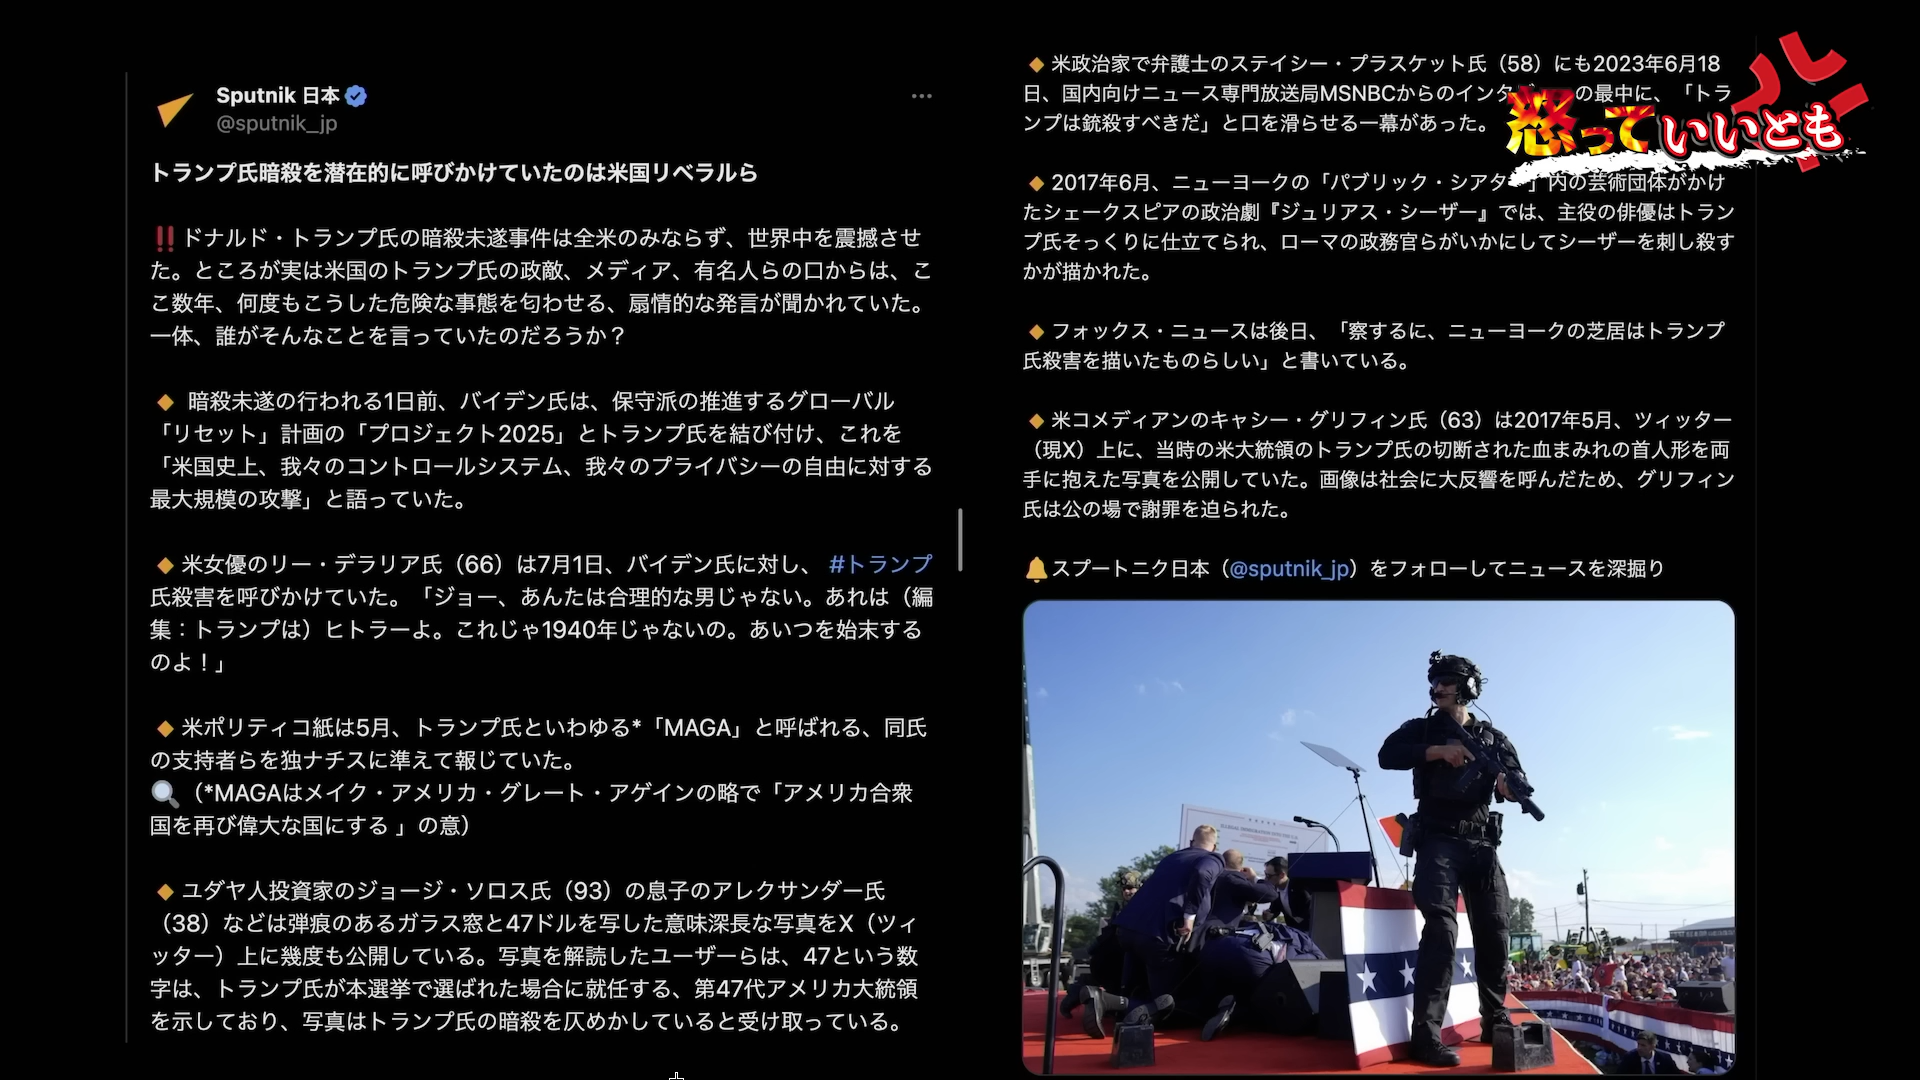 Sputnik 日本
@sputnik_jp
トランプ氏暗殺を潜在的に呼びかけていたのは米国リベラルら
‼️ドナルド・トランプ氏の暗殺未遂事件は全米のみならず、世界中を震撼させ
た。ところが実は米国のトランプ氏の政敵、メディア、有名人らの口からは、こ
こ数年、何度もこうした危険な事態を匂わせる、扇情的な発言が聞かれていた。
一体、誰がそんなことを言っていたのだろうか？
🔸 暗殺未遂の行われる1日前、バイデン氏は、保守派の推進するグローバル
「リセット」計画の「プロジェクト2025」とトランプ氏を結び付け、これを
「米国史上、我々のコントロールシステム、我々のプライバシーの自由に対する
最大規模の攻撃」と語っていた。
🔸米女優のリー・デラリア氏（66）は7月1日、バイデン氏に対し、 #トランプ
氏殺害を呼びかけていた。「ジョー、あんたは合理的な男じゃない。あれは（編
集：トランプは）ヒトラーよ。これじゃ1940年じゃないの。あいつを始末する
のよ！」
🔸米ポリティコ紙は5月、トランプ氏といわゆる*「MAGA」と呼ばれる、同氏
の支持者らを独ナチスに準えて報じていた。
🔍（*MAGAはメイク・アメリカ・グレート・アゲインの略で「アメリカ合衆
国を再び偉大な国にする 」の意）
🔸ユダヤ人投資家のジョージ・ソロス氏（93）の息子のアレクサンダー氏
（38）などは弾痕のあるガラス窓と47ドルを写した意味深長な写真をX（ツィ
ッター）上に幾度も公開している。写真を解読したユーザーらは、47という数
字は、トランプ氏が本選挙で選ばれた場合に就任する、第47代アメリカ大統領
を示しており、写真はトランプ氏の暗殺を仄めかしていると受け取っている。
🔸米政治家で弁護士のステイシー・プラスケット氏（58）にも2023年6月18
日、国内向けニュース専門放送局MSNBCからのインタ の最中に、「トラ
ンプは銃殺すべきだ」と口を滑らせる一幕があった。
🔸2017年6月、ニューヨークの「パブリック・シアター」内の芸術団体がかけ
たシェークスピアの政治劇『ジュリアス・シーザー』では、主役の俳優はトラン
プ氏そっくりに仕立てられ、ローマの政務官らがいかにしてシーザーを刺し殺す
かが描かれた。
🔸フォックス・ニュースは後日、「察するに、ニューヨークの芝居はトランプ
氏殺害を描いたものらしい」と書いている。
🔸米コメディアンのキャシー・グリフィン氏（63）は2017年5月、ツィッター
（現X）上に、当時の米大統領のトランプ氏の切断された血まみれの首人形を両
手に抱えた写真を公開していた。画像は社会に大反響を呼んだため、グリフィン
氏は公の場で謝罪を迫られた。
🔔スプートニク日本（@sputnik_jp）をフォローしてニュースを深掘り
怒っていいとも